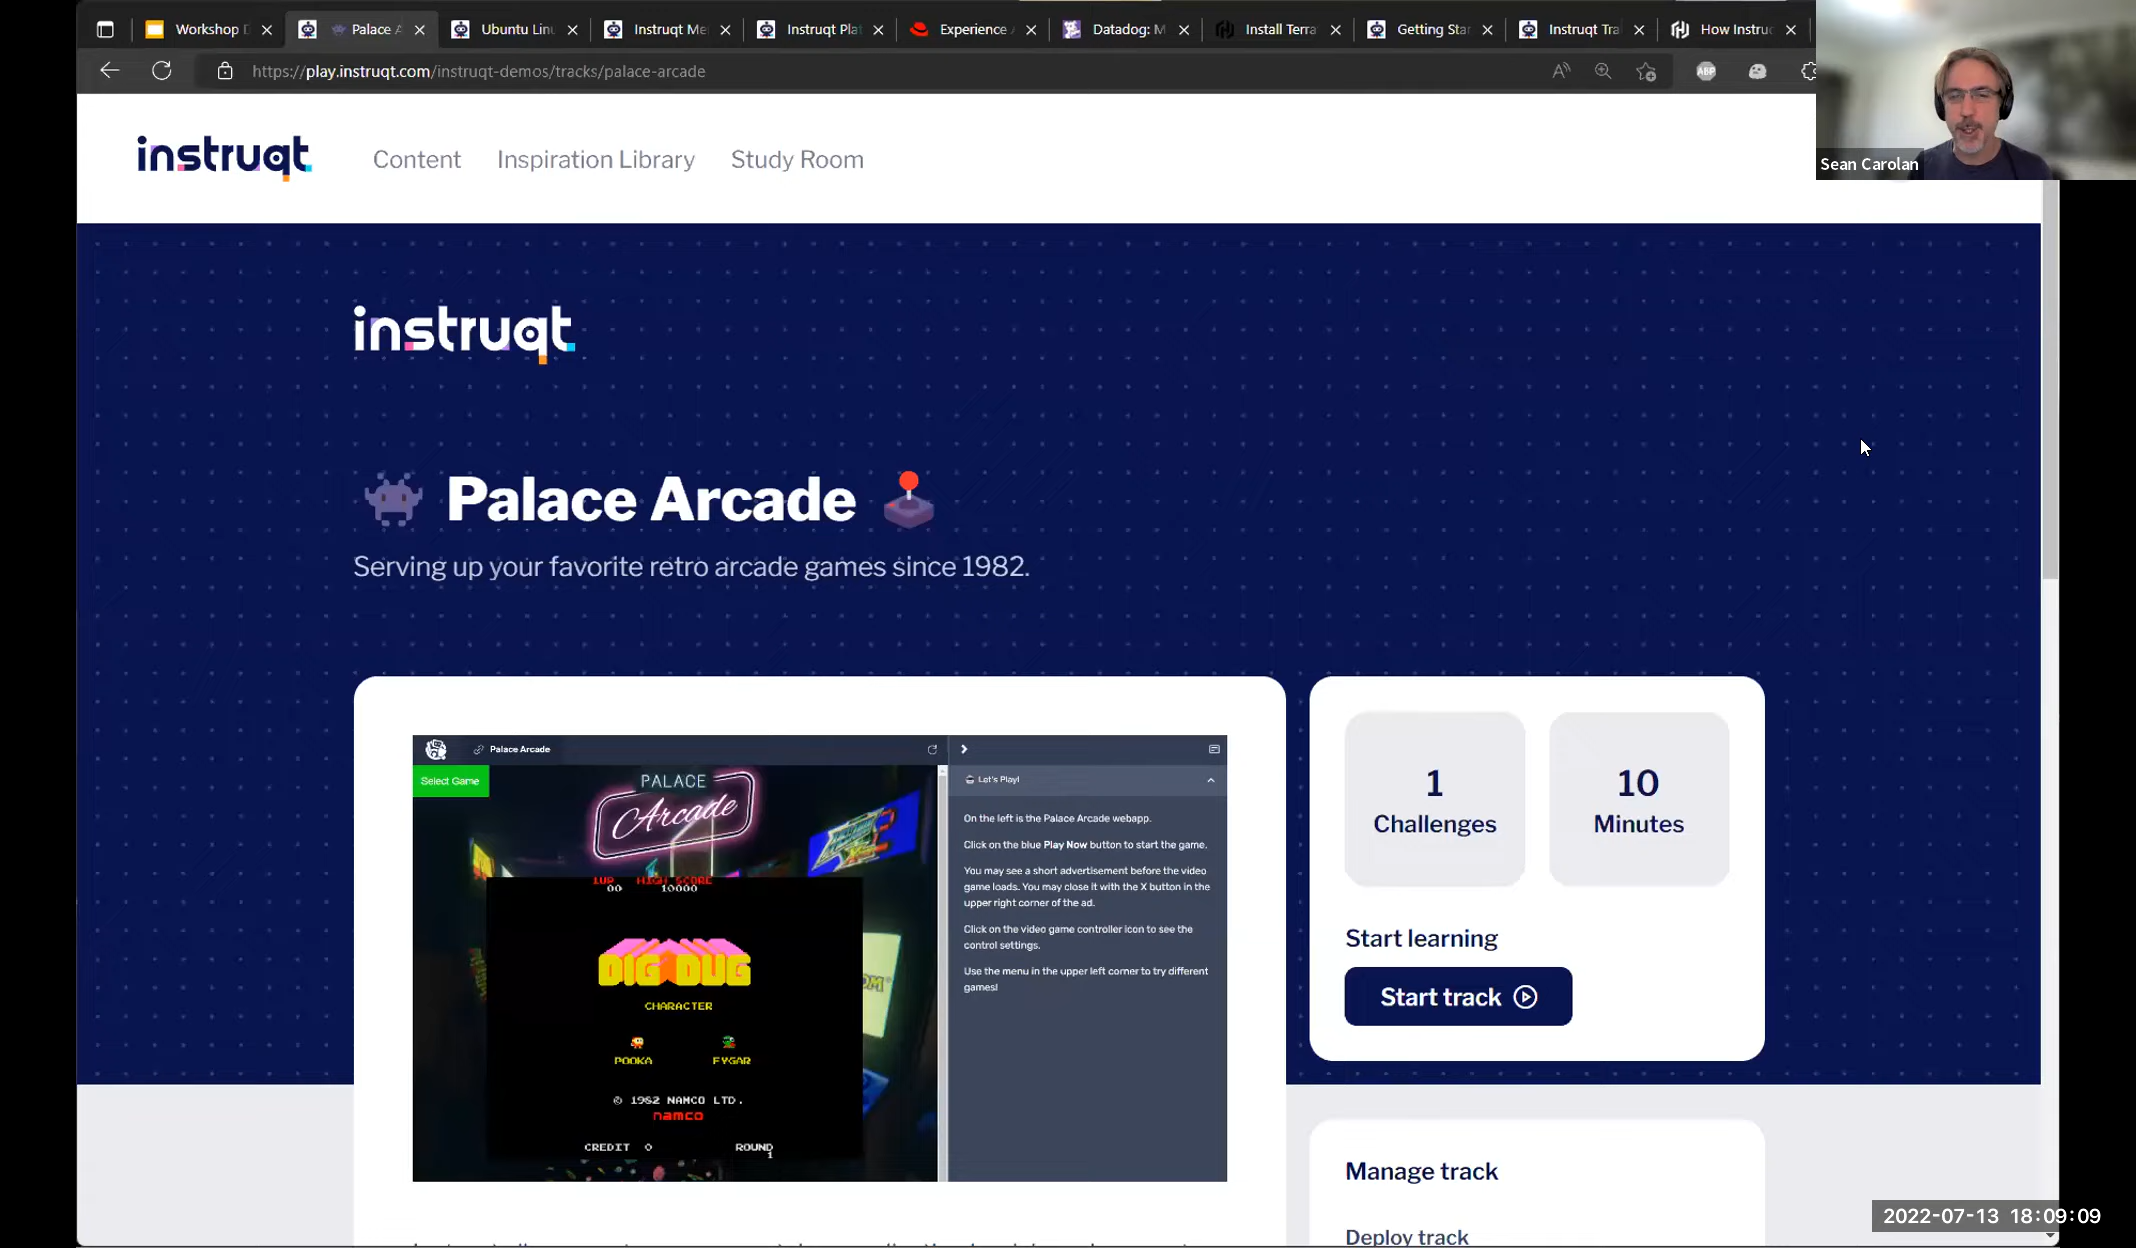 Workshop D
Palace A
Ubuntu Linu
Instruqt Me
Instruqt Plat
Experience A
Datadog: M
Install Terra
Getting Star
Instruqt Tra
How Instruc
https://play.instruqt.com/instruqt-demos/tracks/palace-arcade
ABP
Sean Carolan
instruqt
Content
Inspiration Library
Study Room
instruqt
Palace Arcade
Serving up your favorite retro arcade games since 1982.
Palace Arcade
Select Game
PALACE
Arcade
1UP HIGH SCORE
00 10000
DIG DUG
CHARACTER
POOKA FYGAR
© 1982 NAMCO LTD.
namco
CREDIT 0 ROUND
1
Let's Play!
On the left is the Palace Arcade webapp.
Click on the blue Play Now button to start the game.
You may see a short advertisement before the video
game loads. You may close it with the X button in the
upper right corner of the ad.
Click on the video game controller icon to see the
control settings.
Use the menu in the upper left corner to try different
games!
1
Challenges
10
Minutes
Start learning
Start track
Manage track
Deploy track
2022-07-13 18:09:09